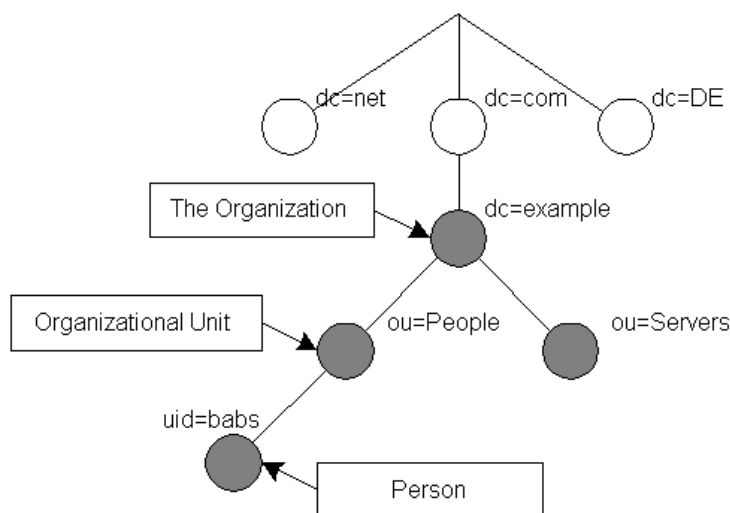 dc=net
dc=com
dc=DE
The Organization
dc=example
Organizational Unit
ou=People
ou=Servers
uid=babs
Person